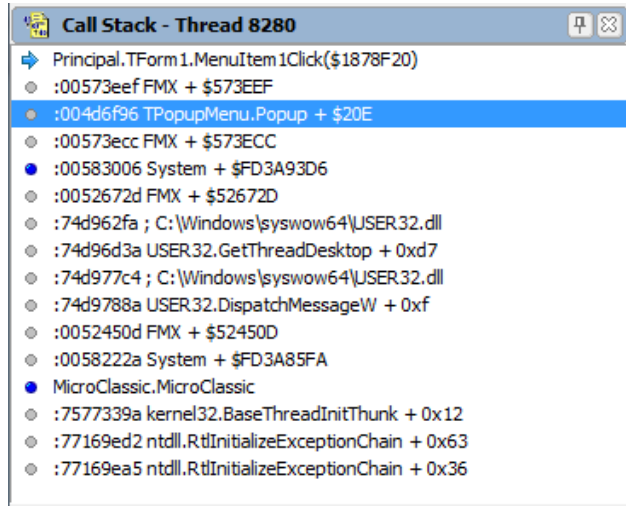 Call Stack - Thread 8280
Principal.TForm1.MenuItem1Click($1878F20)
:00573eef FMX + $573EEF
:004d6f96 TPopupMenu.Popup + $20E
:00573ecc FMX + $573ECC
:00583006 System + $FD3A93D6
:0052672d FMX + $52672D
:74d962fa ; C:\Windows\syswow64\USER32.dll
:74d96d3a USER32.GetThreadDesktop + 0xd7
:74d977c4 ; C:\Windows\syswow64\USER32.dll
:74d9788a USER32.DispatchMessageW + 0xf
:0052450d FMX + $52450D
:0058222a System + $FD3A85FA
MicroClassic.MicroClassic
:7577339a kernel32.BaseThreadInitThunk + 0x12
:77169ed2 ntdll.RtlInitializeExceptionChain + 0x63
:77169ea5 ntdll.RtlInitializeExceptionChain + 0x36